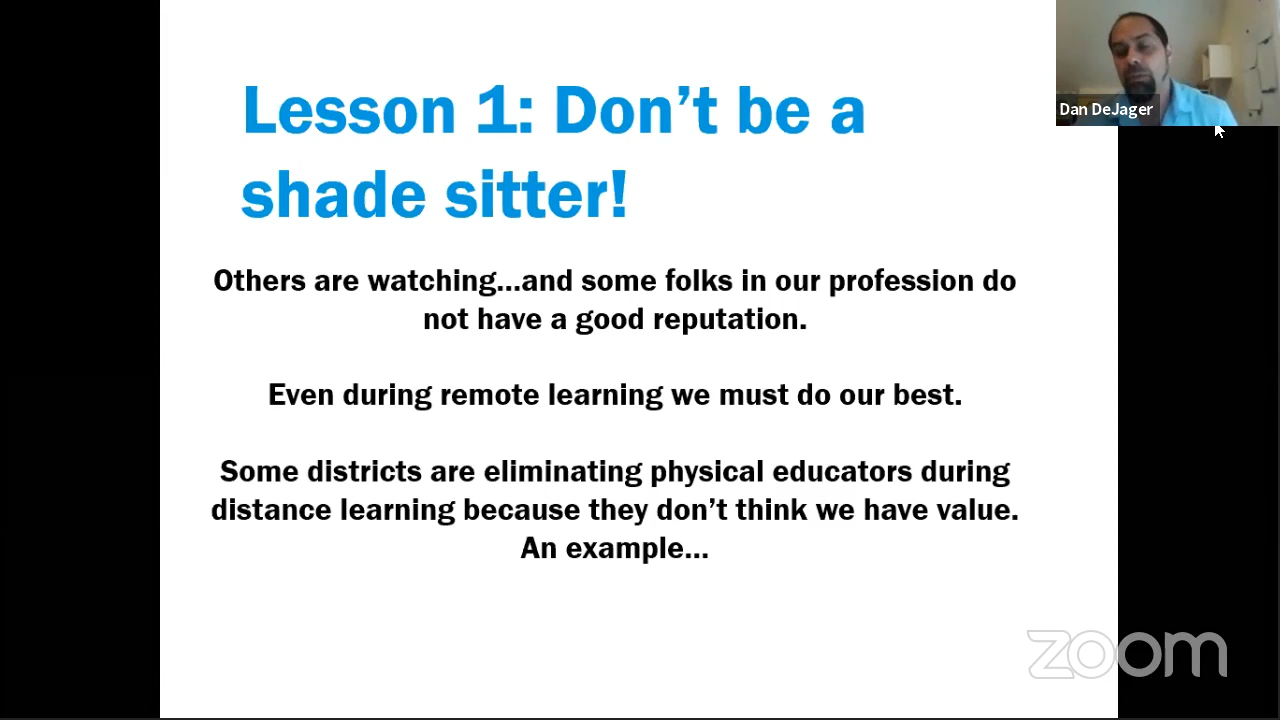 Lesson 1: Don’t be a
shade sitter!
Others are watching...and some folks in our profession do
not have a good reputation.
Even during remote learning we must do our best.
Some districts are eliminating physical educators during
distance learning because they don’t think we have value.
An example...
Dan DeJager
zoom